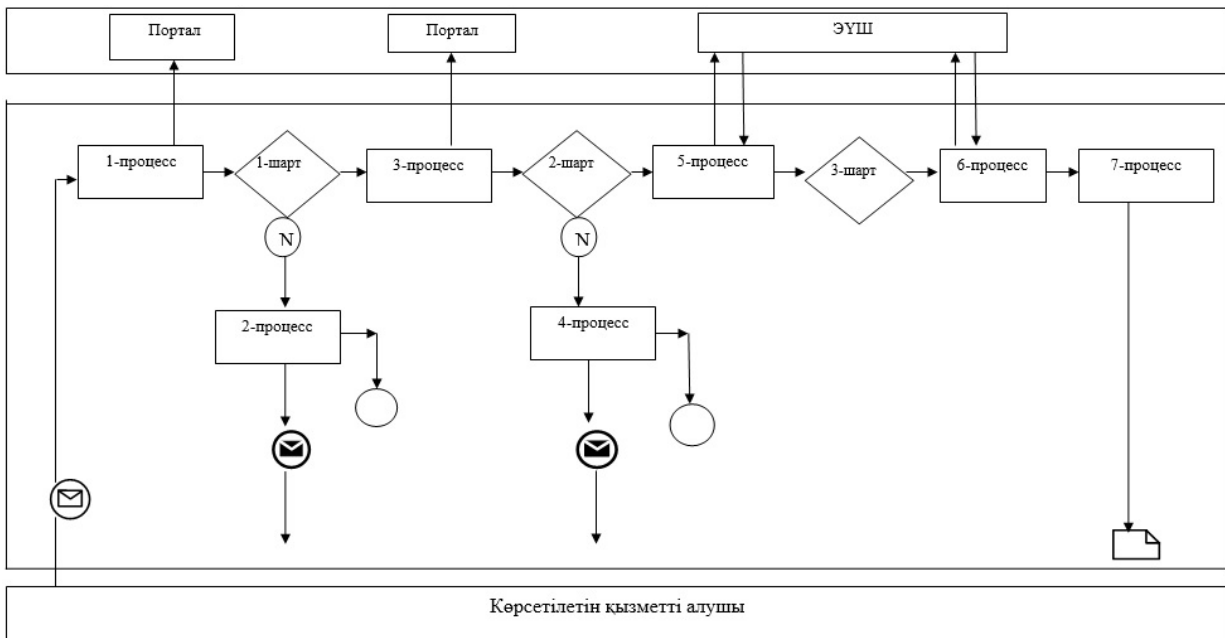 Портал
Портал
ЭҮШ
1-процесс
1-шарт
3-процесс
2-шарт
5-процесс
3-шарт
6-процесс
7-процесс
N
N
2-процесс
4-процесс
Көрсетілетін қызметті алушы